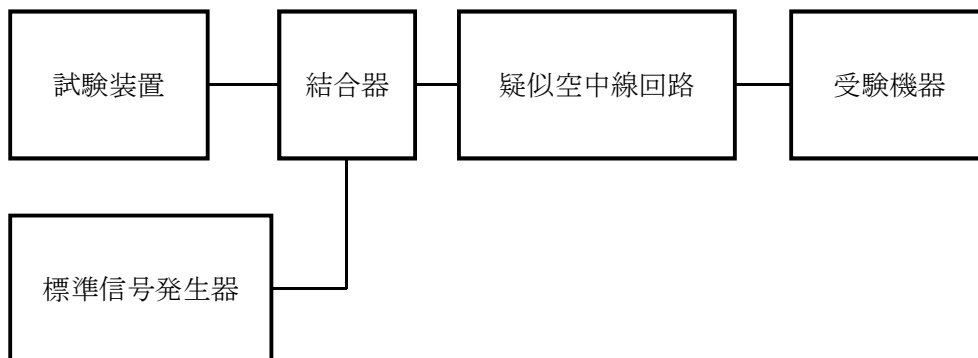 試験装置
結合器
疑似空中線回路
受験機器
標準信号発生器